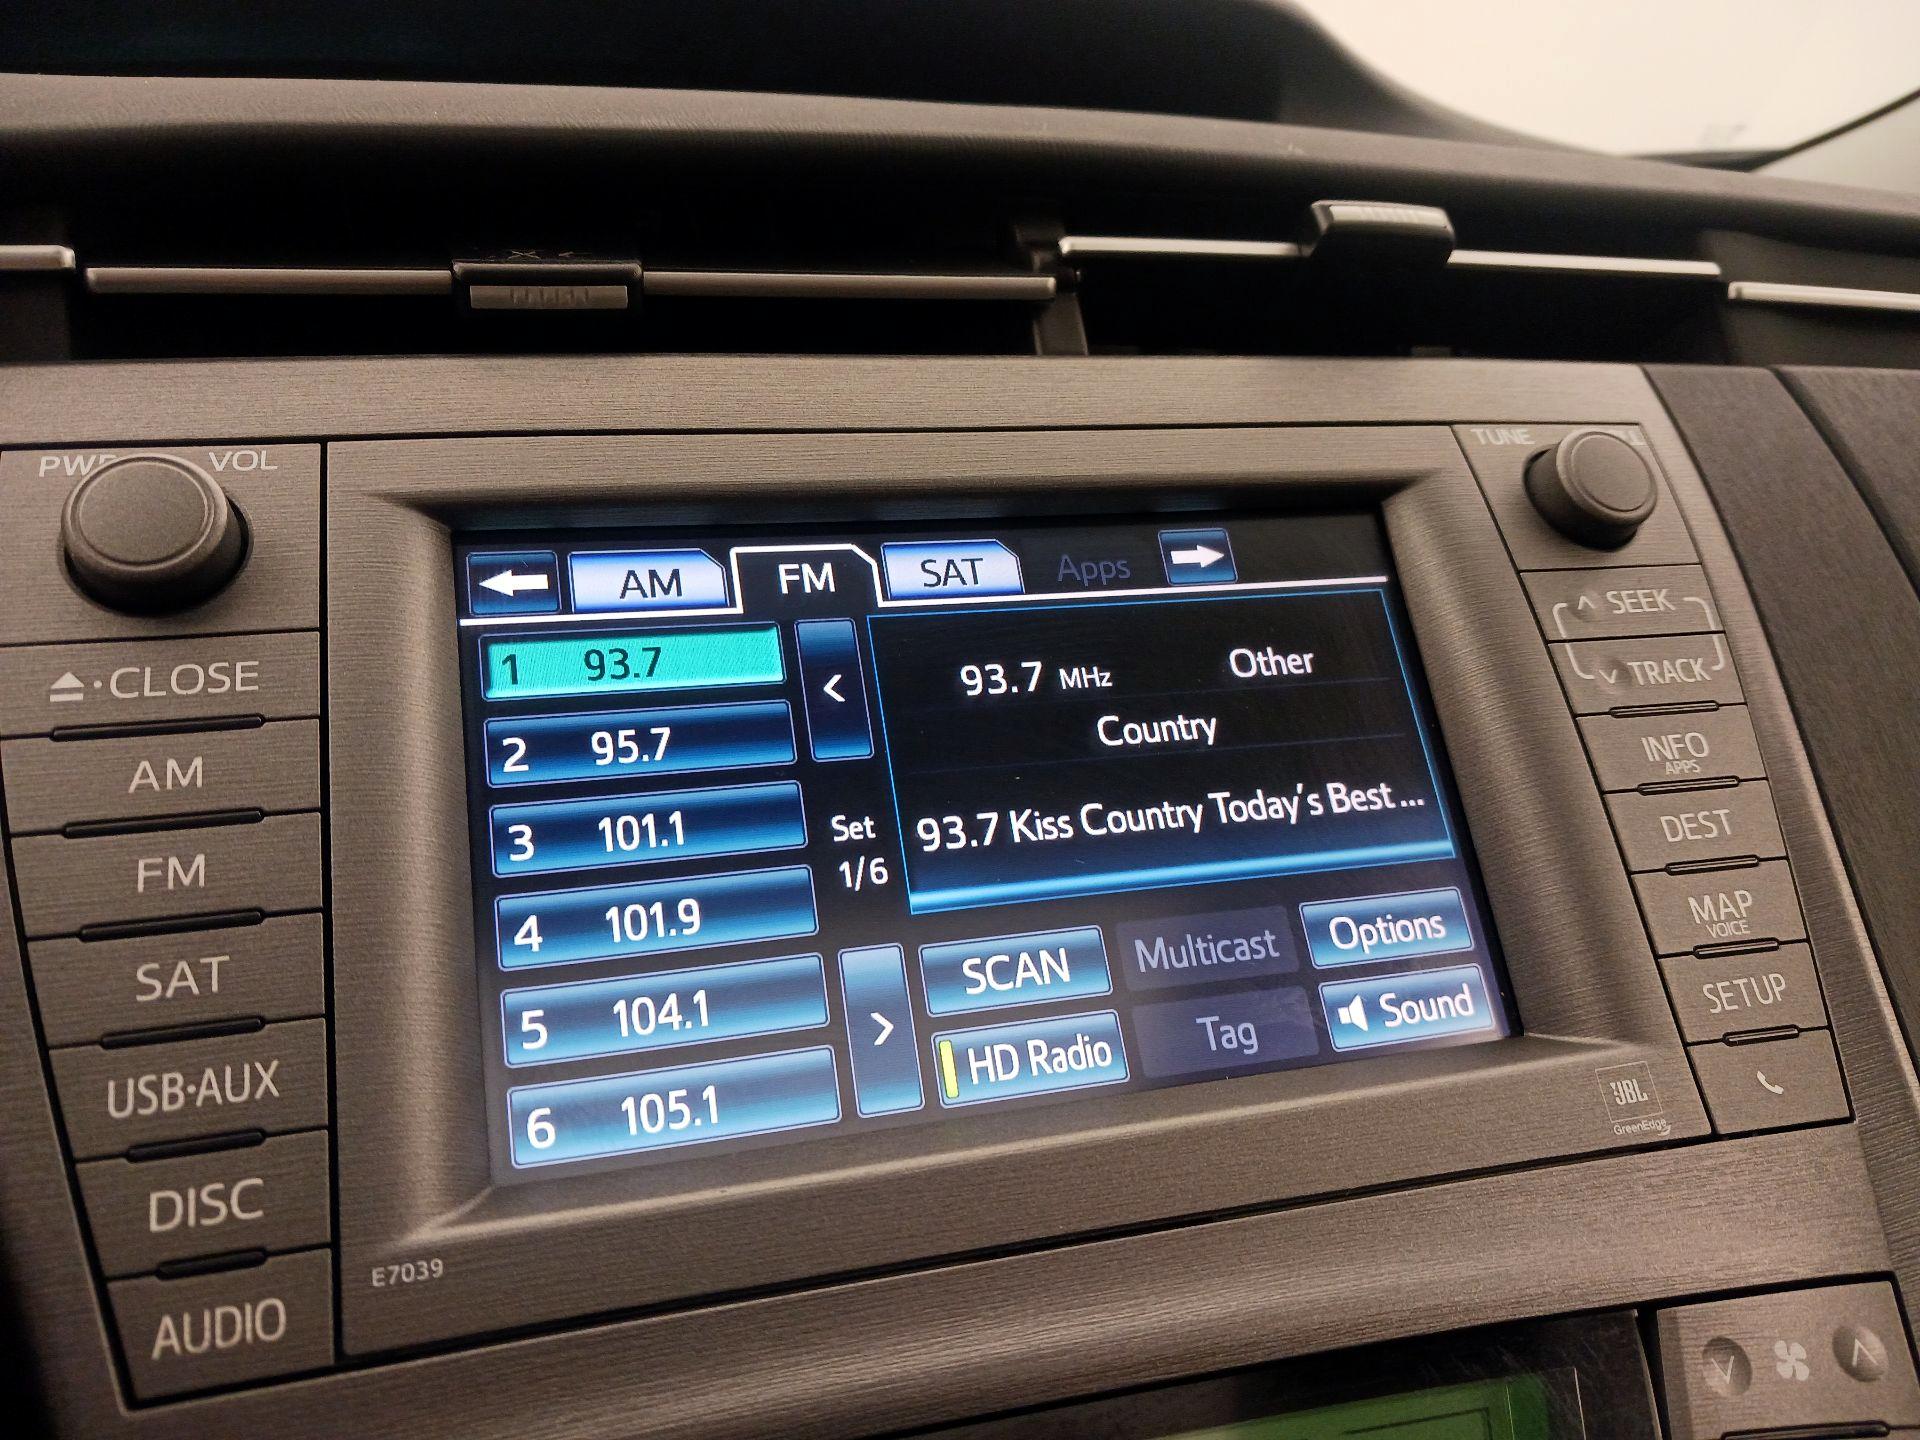 PWR VOL
TUNE
CLOSE
AM
FM
SAT
USB·AUX
DISC
AUDIO
E7039
AM FM SAT Apps
1 93.7
2 95.7
3 101.1
4 101.9
5 104.1
6 105.1
<
Set
1/6
>
93.7 MHz Other
Country
93.7 Kiss Country Today's Best ...
SCAN Multicast Options
HD Radio Tag Sound
JBL
GreenEdge
SEEK
TRACK
INFO
APPS
DEST
MAP
VOICE
SETUP